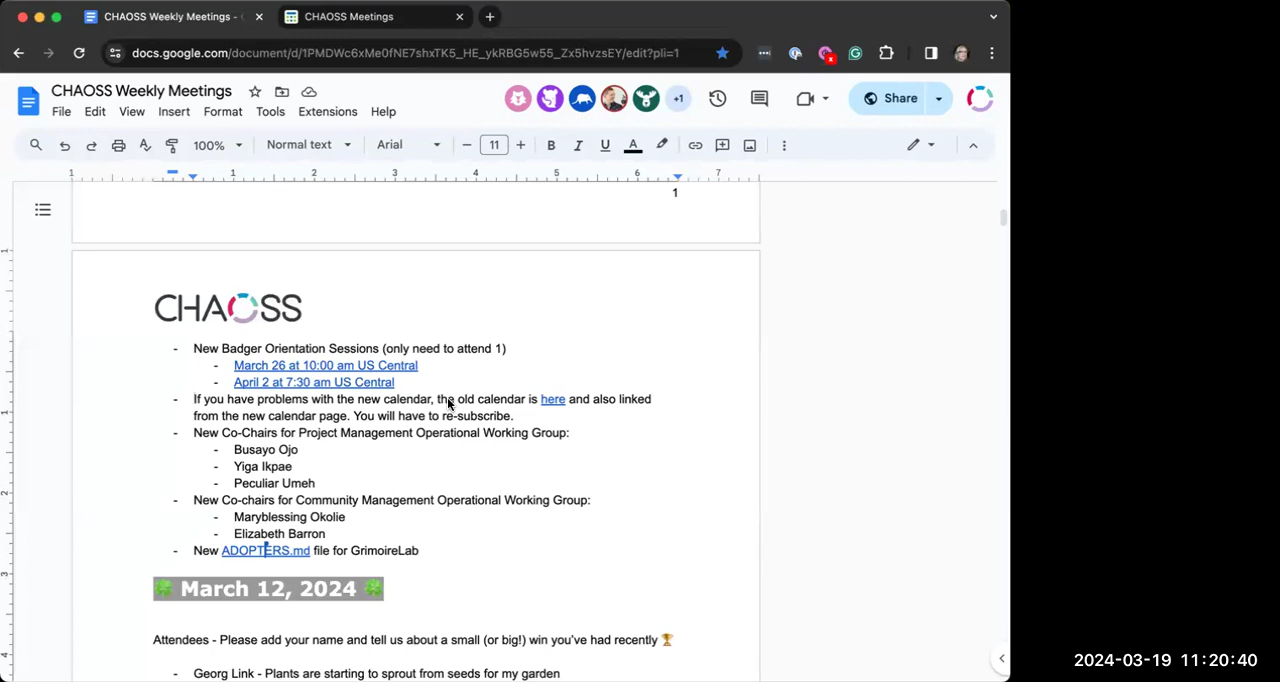 CHAOSS Weekly Meetings -
CHAOSS Meetings
docs.google.com/document/d/1PMDWc6xMe0fNE7shxTK5_HE_ykRBG5w55_Zx5hvzsEY/edit?pli=1
CHAOSS Weekly Meetings
+1
Share
File Edit View Insert Format Tools Extensions Help
100% Normal text Arial 11 B I U A
1 1 2 3 4 5 6 7
1
CHAOSS
- New Badger Orientation Sessions (only need to attend 1)
- March 26 at 10:00 am US Central
- April 2 at 7:30 am US Central
- If you have problems with the new calendar, the old calendar is here and also linked
from the new calendar page. You will have to re-subscribe.
- New Co-Chairs for Project Management Operational Working Group:
- Busayo Ojo
- Yiga Ikpae
- Peculiar Umeh
- New Co-chairs for Community Management Operational Working Group:
- Maryblessing Okolie
- Elizabeth Barron
- New ADOPTERS.md file for GrimoireLab
🍀 March 12, 2024 🍀
Attendees - Please add your name and tell us about a small (or big!) win you've had recently 🏆
- Georg Link - Plants are starting to sprout from seeds for my garden
2024-03-19 11:20:40